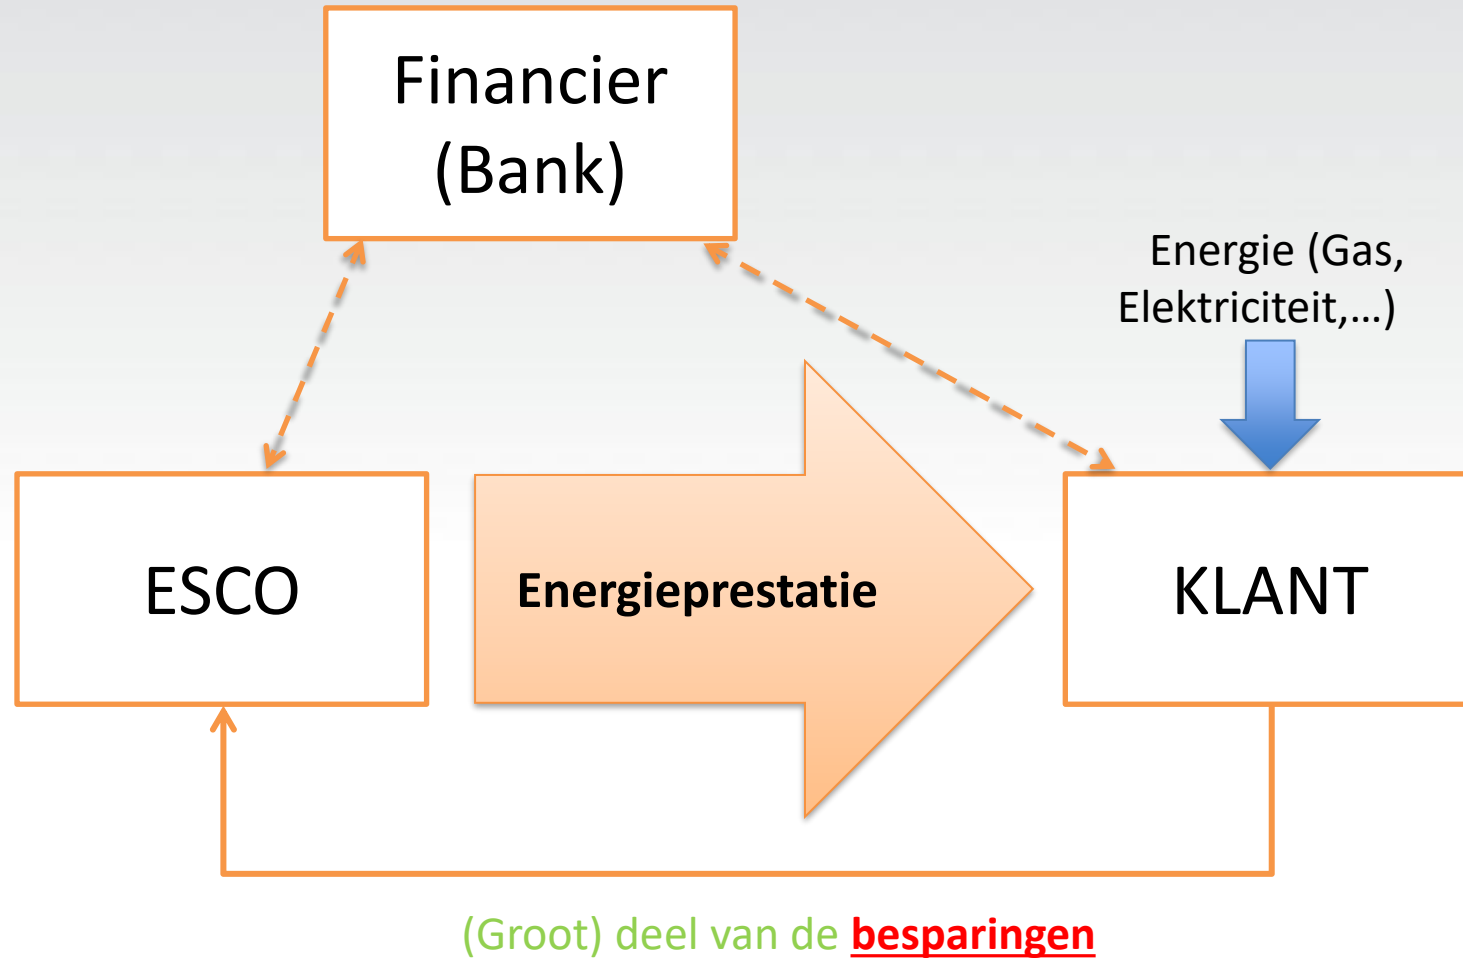 Financier
(Bank)
Energie (Gas,
Elektriciteit,...)
ESCO
Energieprestatie
KLANT
(Groot) deel van de besparingen